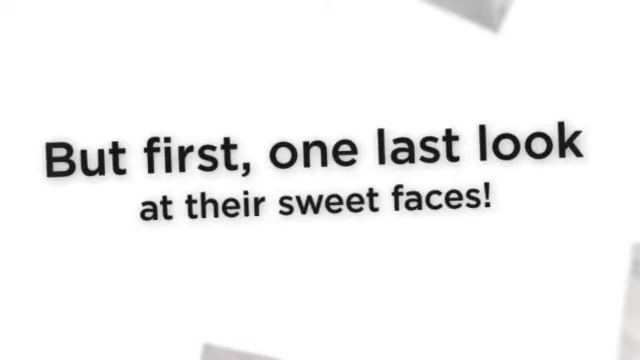 But first, one last look
at their sweet faces!